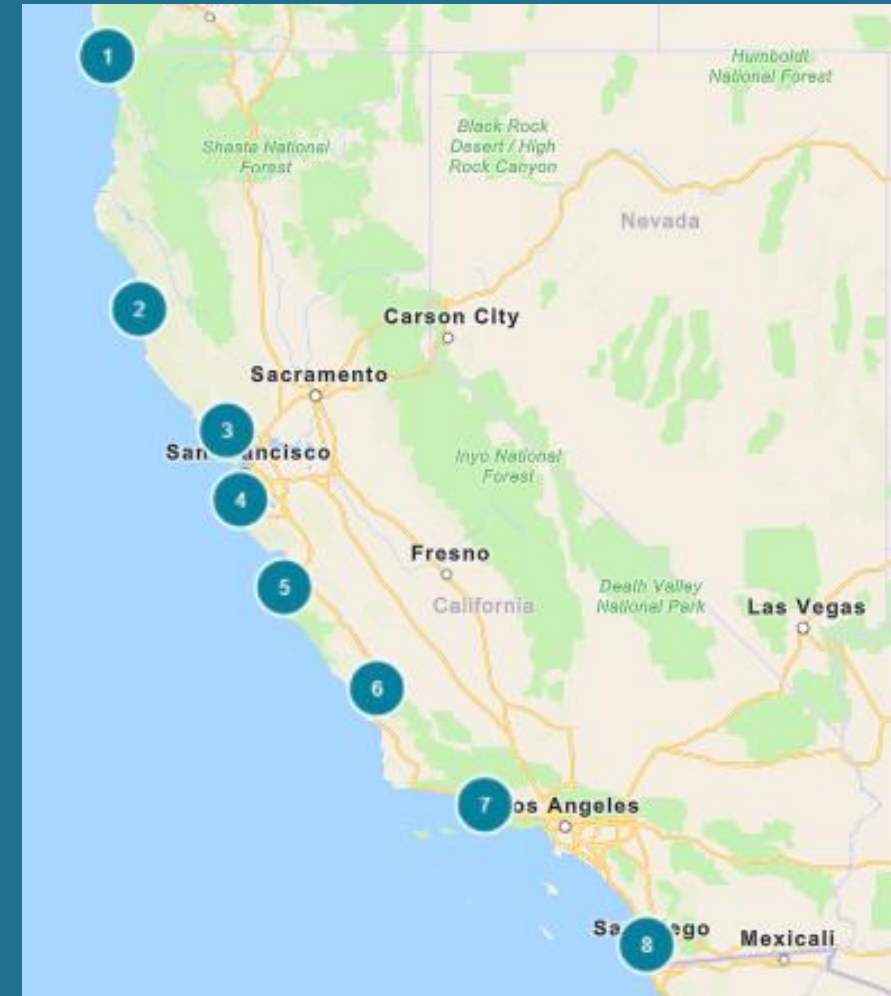 1
Humboldt
National Forest
Black Rock
Desert / High
Rock Canyon
Shasta National
Forest
Nevada
2
Carson City
Sacramento
3
San ancisco
Inyo National
Forest
4
Fresno
5
Death Valley
National Park
California
Las Vegas
6
7
os Angeles
Sa ego
8
Mexicali